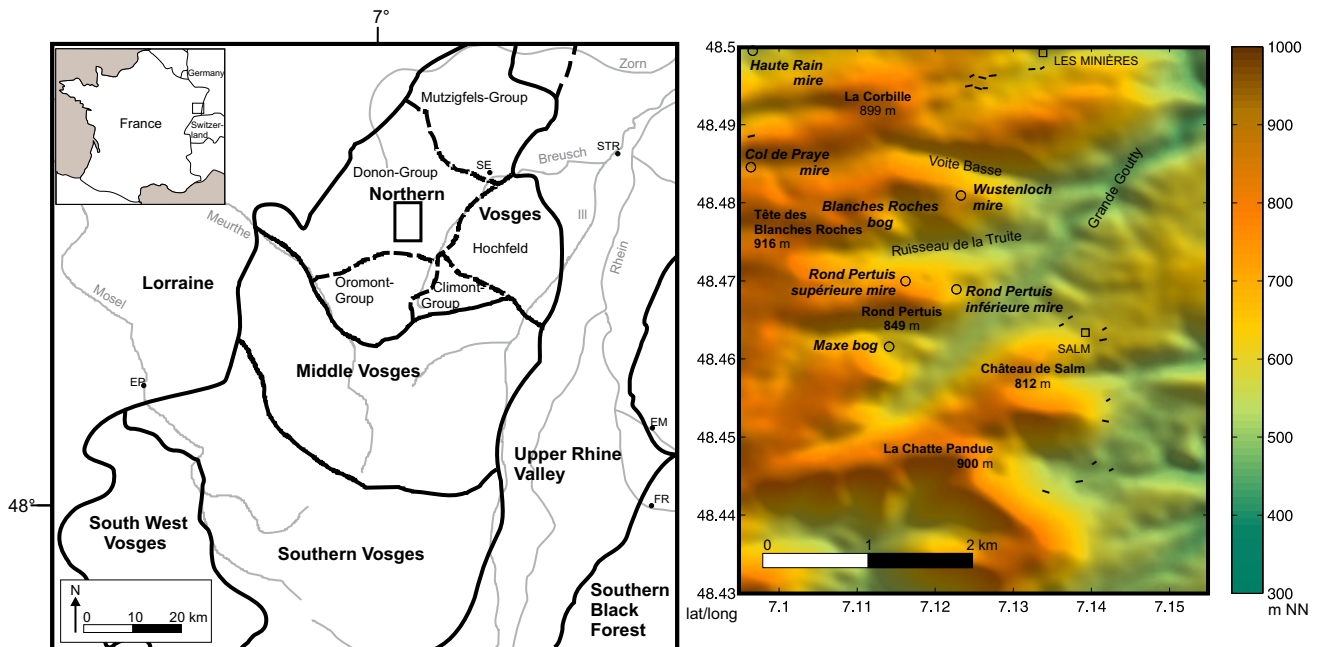 7°
Germany
France
Switzer-
land
Zorn
Mutzigfels-Group
STR
Breusch
SE
Donon-Group
Northern
Vosges
Meurthe
Ill
Hochfeld
Rhein
Lorraine
Oromont-
Group
Climont-
Group
Mosel
Middle Vosges
EP
EM
Upper Rhine
Valley
48°
FR
South West
Vosges
Southern Vosges
Southern
Black
Forest
N
0 10 20 km
48.5
48.49
48.48
48.47
48.46
48.45
48.44
48.43
lat/long
7.1 7.11 7.12 7.13 7.14 7.15
Haute Rain
mire
LES MINIÈRES
La Corbille
899 m
Col de Praye
mire
Voite Basse
Grande Goutty
Wustenloch
mire
Blanches Roches
bog
Tête des
Blanches Roches
916 m
Ruisseau de la Truite
Rond Pertuis
supérieure mire
Rond Pertuis
inférieure mire
Rond Pertuis
849 m
Maxe bog
SALM
Château de Salm
812 m
La Chatte Pandue
900 m
0 1 2 km
1000
900
800
700
600
500
400
300
m NN